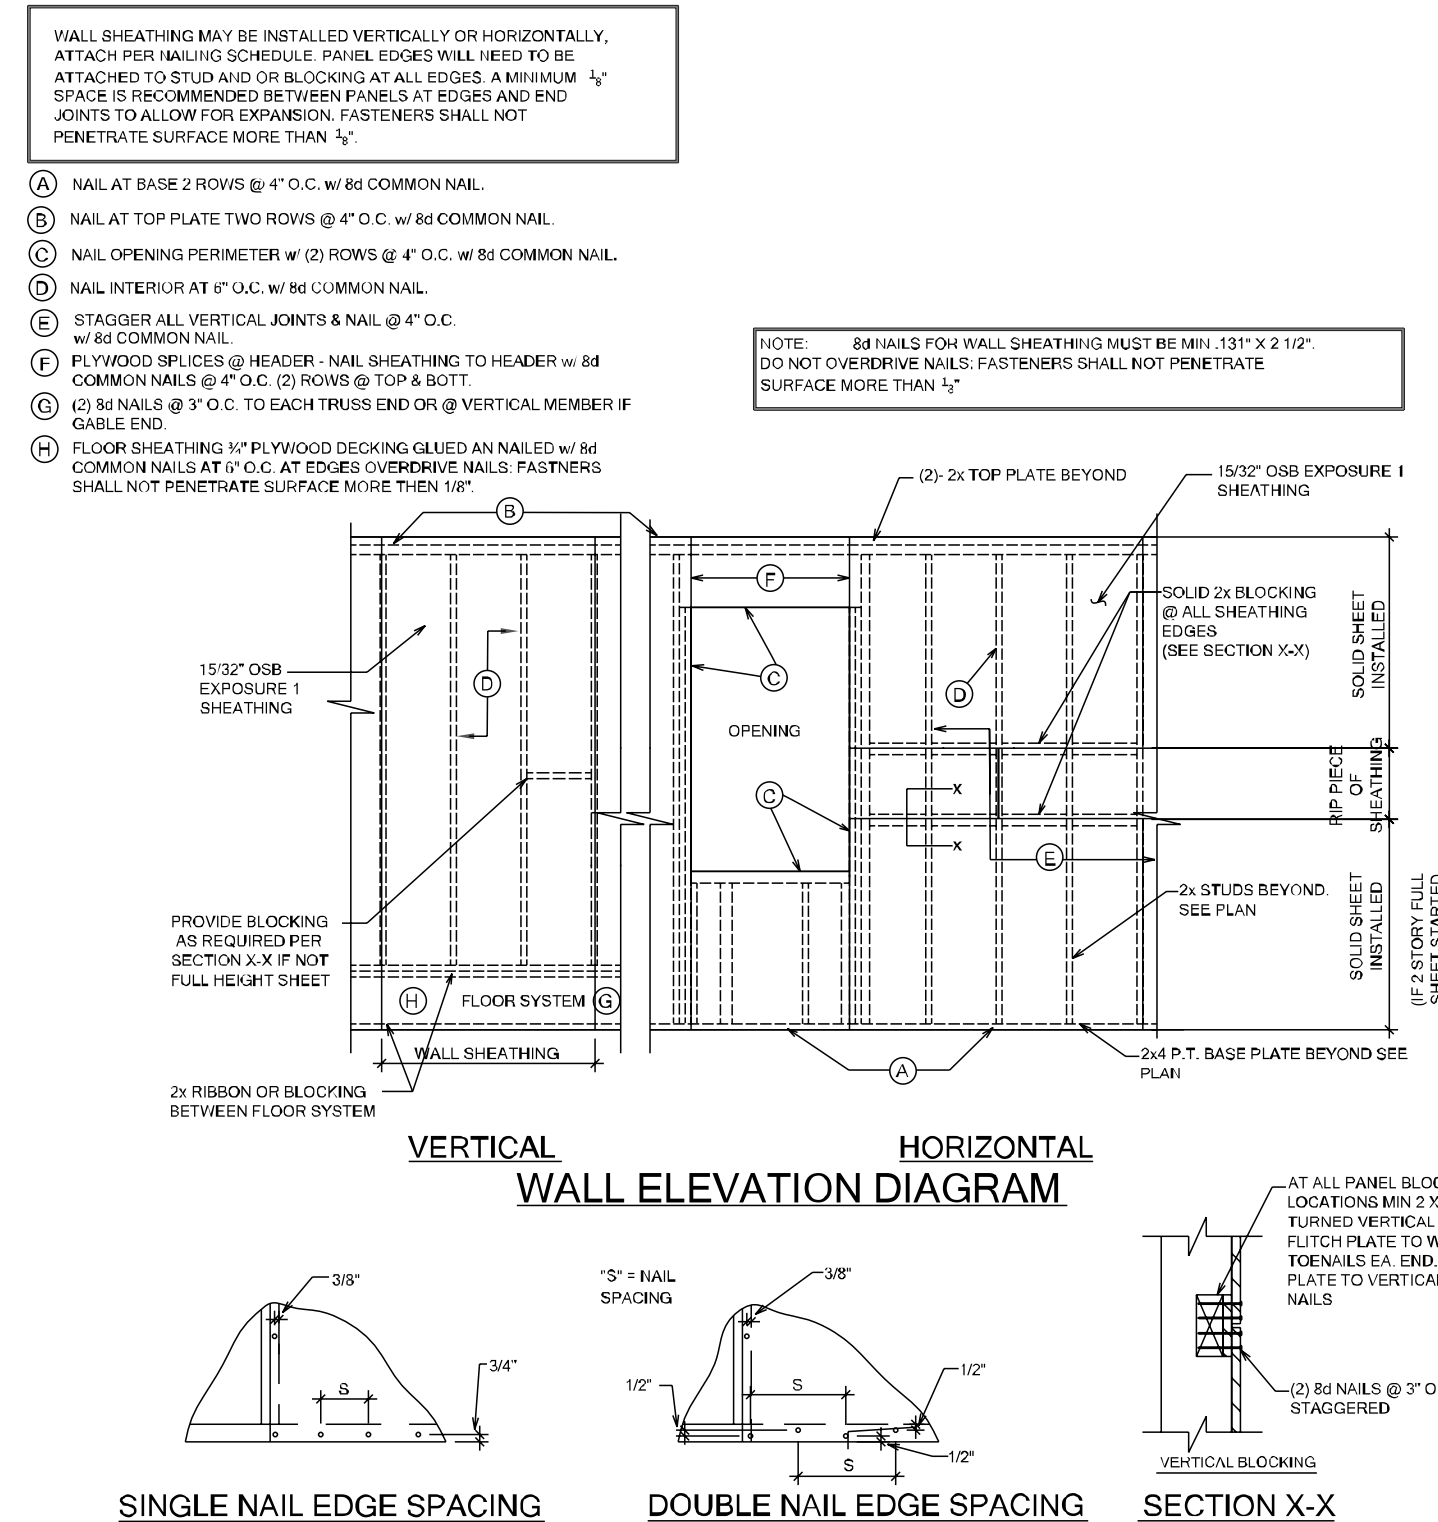 WALL SHEATHING MAY BE INSTALLED VERTICALLY OR HORIZONTALLY,
ATTACH PER NAILING SCHEDULE. PANEL EDGES WILL NEED TO BE
ATTACHED TO STUD AND OR BLOCKING AT ALL EDGES. A MINIMUM 1/8"
SPACE IS RECOMMENDED BETWEEN PANELS AT EDGES AND END
JOINTS TO ALLOW FOR EXPANSION. FASTENERS SHALL NOT
PENETRATE SURFACE MORE THAN 1/8".
A NAIL AT BASE 2 ROWS @ 4" O.C. w/ 8d COMMON NAIL.
B NAIL AT TOP PLATE TWO ROWS @ 4" O.C. w/ 8d COMMON NAIL.
C NAIL OPENING PERIMETER w/ (2) ROWS @ 4" O.C. w/ 8d COMMON NAIL.
D NAIL INTERIOR AT 6" O.C. w/ 8d COMMON NAIL.
E STAGGER ALL VERTICAL JOINTS & NAIL @ 4" O.C.
w/ 8d COMMON NAIL.
F PLYWOOD SPLICES @ HEADER - NAIL SHEATHING TO HEADER w/ 8d
COMMON NAILS @ 4" O.C. (2) ROWS @ TOP & BOTT.
G (2) 8d NAILS @ 3" O.C. TO EACH TRUSS END OR @ VERTICAL MEMBER IF
GABLE END.
H FLOOR SHEATHING ¾" PLYWOOD DECKING GLUED AN NAILED w/ 8d
COMMON NAILS AT 6" O.C. AT EDGES OVERDRIVE NAILS: FASTNERS
SHALL NOT PENETRATE SURFACE MORE THEN 1/8".
NOTE: 8d NAILS FOR WALL SHEATHING MUST BE MIN .131" X 2 1/2".
DO NOT OVERDRIVE NAILS: FASTENERS SHALL NOT PENETRATE
SURFACE MORE THAN 1/8"
(2)- 2x TOP PLATE BEYOND
15/32" OSB EXPOSURE 1
SHEATHING
B
F
SOLID 2x BLOCKING
@ ALL SHEATHING
EDGES
(SEE SECTION X-X)
SOLID SHEET
INSTALLED
15/32" OSB
EXPOSURE 1
SHEATHING
D
C
D
OPENING
RIP PIECE
OF
SHEATHING
C
X
X
E
2x STUDS BEYOND.
SEE PLAN
SOLID SHEET
INSTALLED
(IF 2 STORY FULL
SHEET STARTED
PROVIDE BLOCKING
AS REQUIRED PER
SECTION X-X IF NOT
FULL HEIGHT SHEET
H
FLOOR SYSTEM
G
WALL SHEATHING
A
2x4 P.T. BASE PLATE BEYOND SEE
PLAN
2x RIBBON OR BLOCKING
BETWEEN FLOOR SYSTEM
VERTICAL
HORIZONTAL
WALL ELEVATION DIAGRAM
3/8"
S
3/4"
SINGLE NAIL EDGE SPACING
"S" = NAIL
SPACING
3/8"
1/2"
S
1/2"
1/2"
S
DOUBLE NAIL EDGE SPACING
AT ALL PANEL BLOC
LOCATIONS MIN 2 X
TURNED VERTICAL
FLITCH PLATE TO W
TOENAILS EA. END.
PLATE TO VERTICAL
NAILS
(2) 8d NAILS @ 3" O
STAGGERED
VERTICAL BLOCKING
SECTION X-X